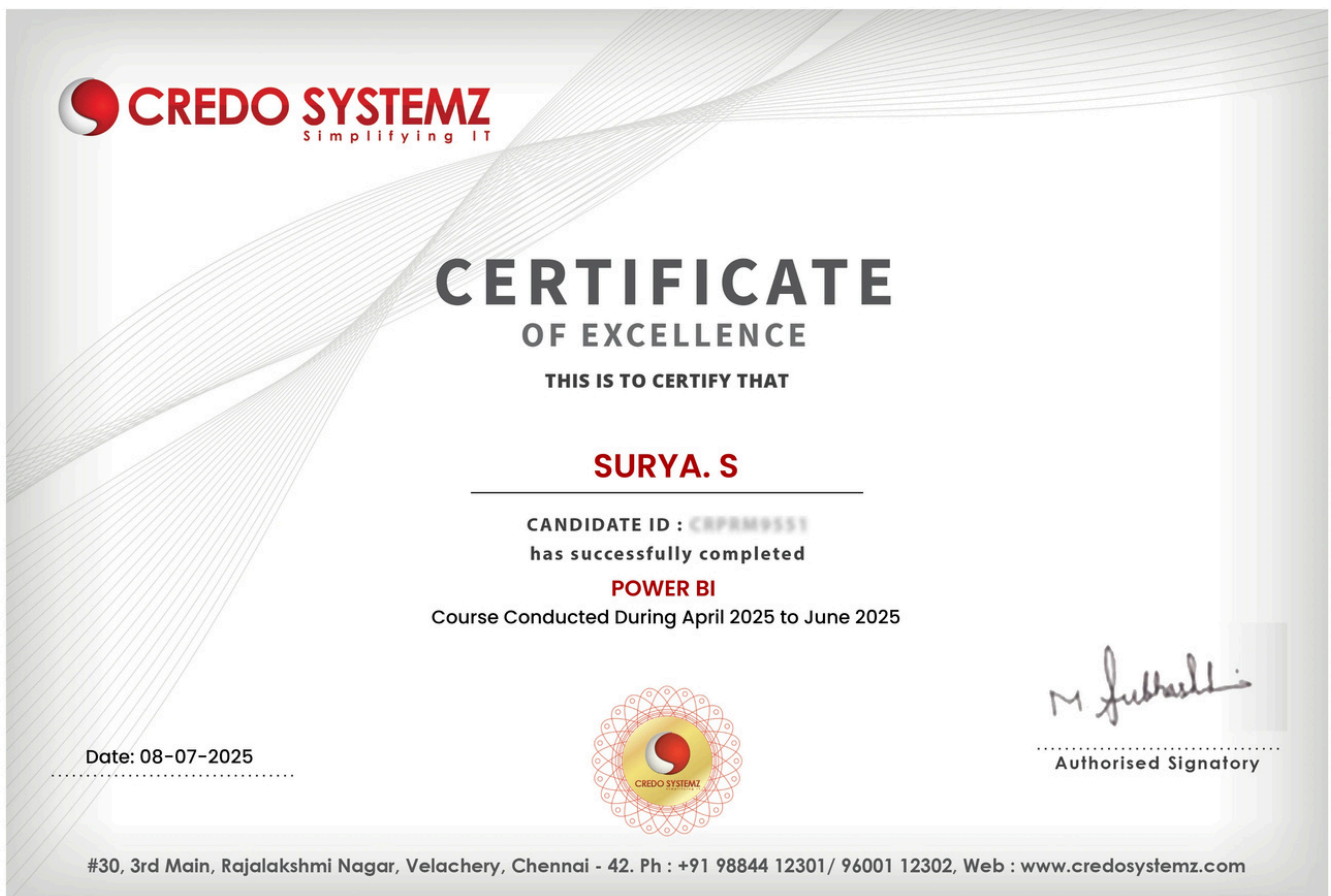 CREDO SYSTEMZ
Simplifying IT
CERTIFICATE
OF EXCELLENCE
THIS IS TO CERTIFY THAT
SURYA. S
CANDIDATE ID :
has successfully completed
POWER BI
Course Conducted During April 2025 to June 2025
Date: 08-07-2025
CREDO SYSTEMZ
Authorised Signatory
#30, 3rd Main, Rajalakshmi Nagar, Velachery, Chennai - 42. Ph : +91 98844 12301/ 96001 12302, Web : www.credosystemz.com